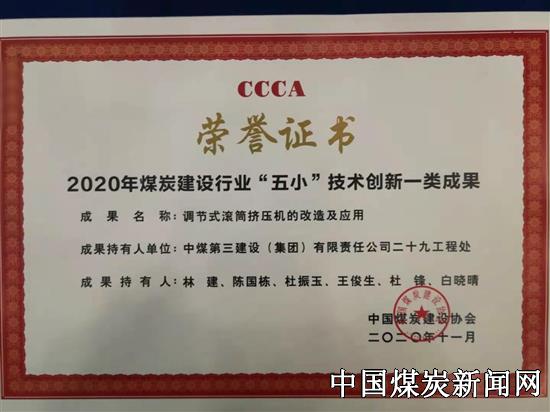 CCCA
荣誉证书
2020年煤炭建设行业“五小”技术创新一类成果
成果名称：调节式滚筒挤压机的改造及应用
成果持有人单位：中煤第三建设（集团）有限责任公司二十九工程处
成果持有人：林 建、陈国栋、杜振玉、王俊生、杜 锋、白晓晴
中国煤炭建设协会
二〇二〇年十一月
中国煤炭新闻网